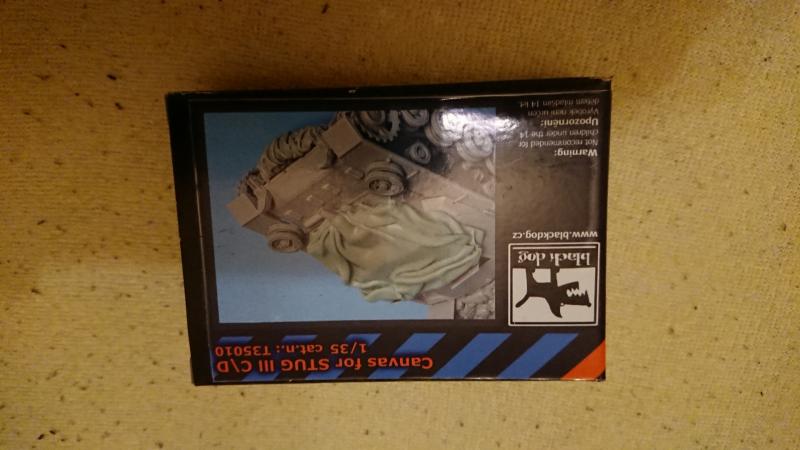 Canvas for STUG III C\D
1/35 cat.n.: T35010
black dog
www.blackdog.cz
Warning:
Not recommended for
children under the 14
Upozornění:
Výrobek není určen
dětem mladším 14 let.